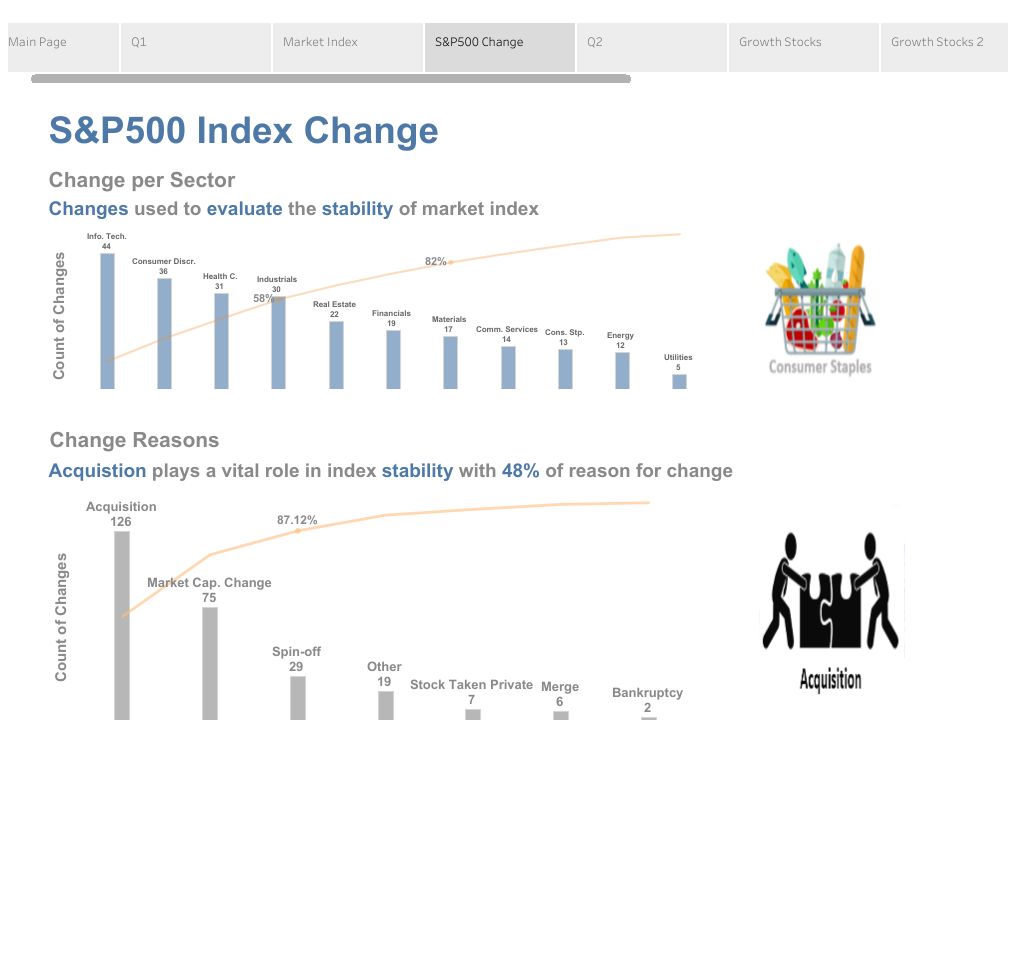 Main Page
Q1
Market Index
S&P500 Change
Q2
Growth Stocks
Growth Stocks 2
S&P500 Index Change
Change per Sector
Changes used to evaluate the stability of market index
Count of Changes
Info. Tech.
44
Consumer Discr.
36
Health C.
31
Industrials
30
58%
Real Estate
22
Financials
19
82%
Materials
17
Comm. Services
14
Cons. Stp.
13
Energy
12
Utilities
5
Consumer Staples
Change Reasons
Acquistion plays a vital role in index stability with 48% of reason for change
Count of Changes
Acquisition
126
Market Cap. Change
75
87.12%
Spin-off
29
Other
19
Stock Taken Private
7
Merge
6
Bankruptcy
2
Acquisition